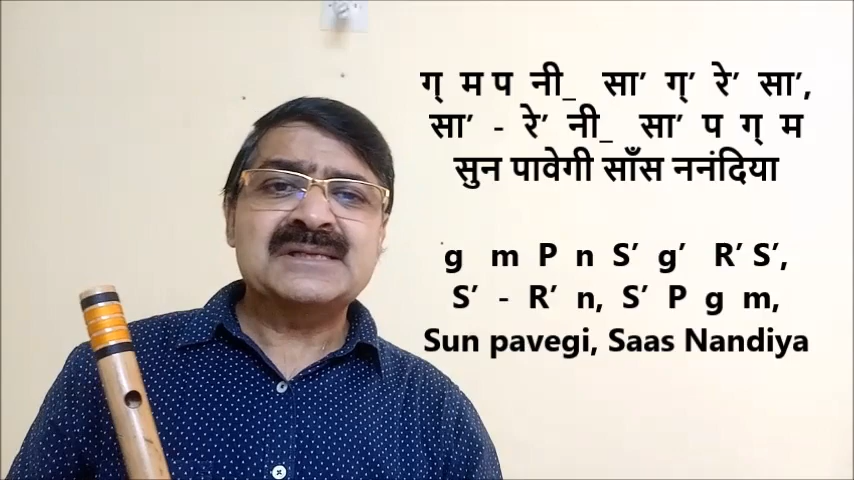 ग्  म प  नी_   सा’  ग्’  रे’  सा’,
सा’  -  रे’  नी_   सा’  प  ग्  म
सुन पावेगी साँस ननंदिया
g   m  P  n  S’  g’   R’ S’,
S’  -  R’  n,  S’  P  g  m,
Sun pavegi, Saas Nandiya